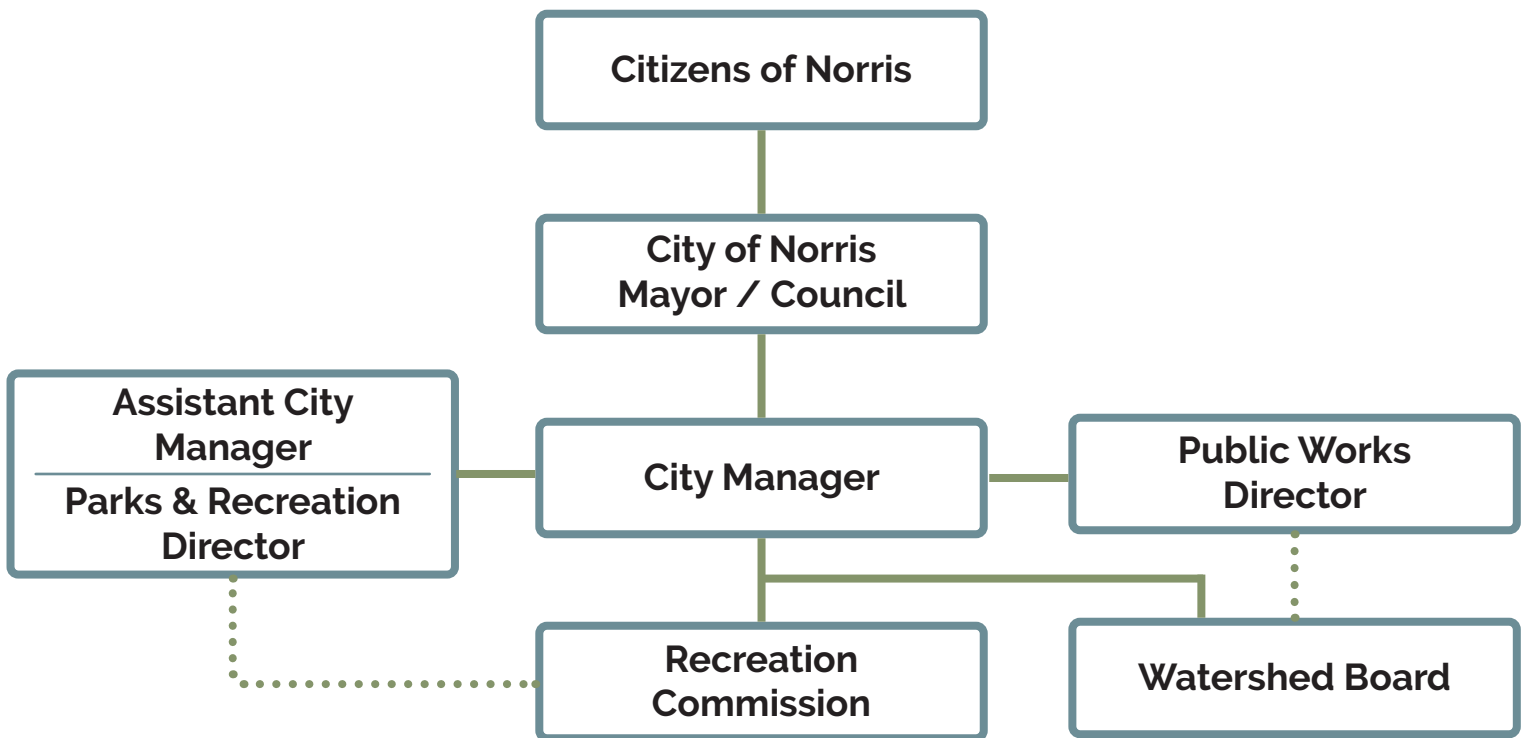 Citizens of Norris
City of Norris
Mayor / Council
Assistant City
Manager
Parks & Recreation
Director
City Manager
Public Works
Director
Recreation
Commission
Watershed Board